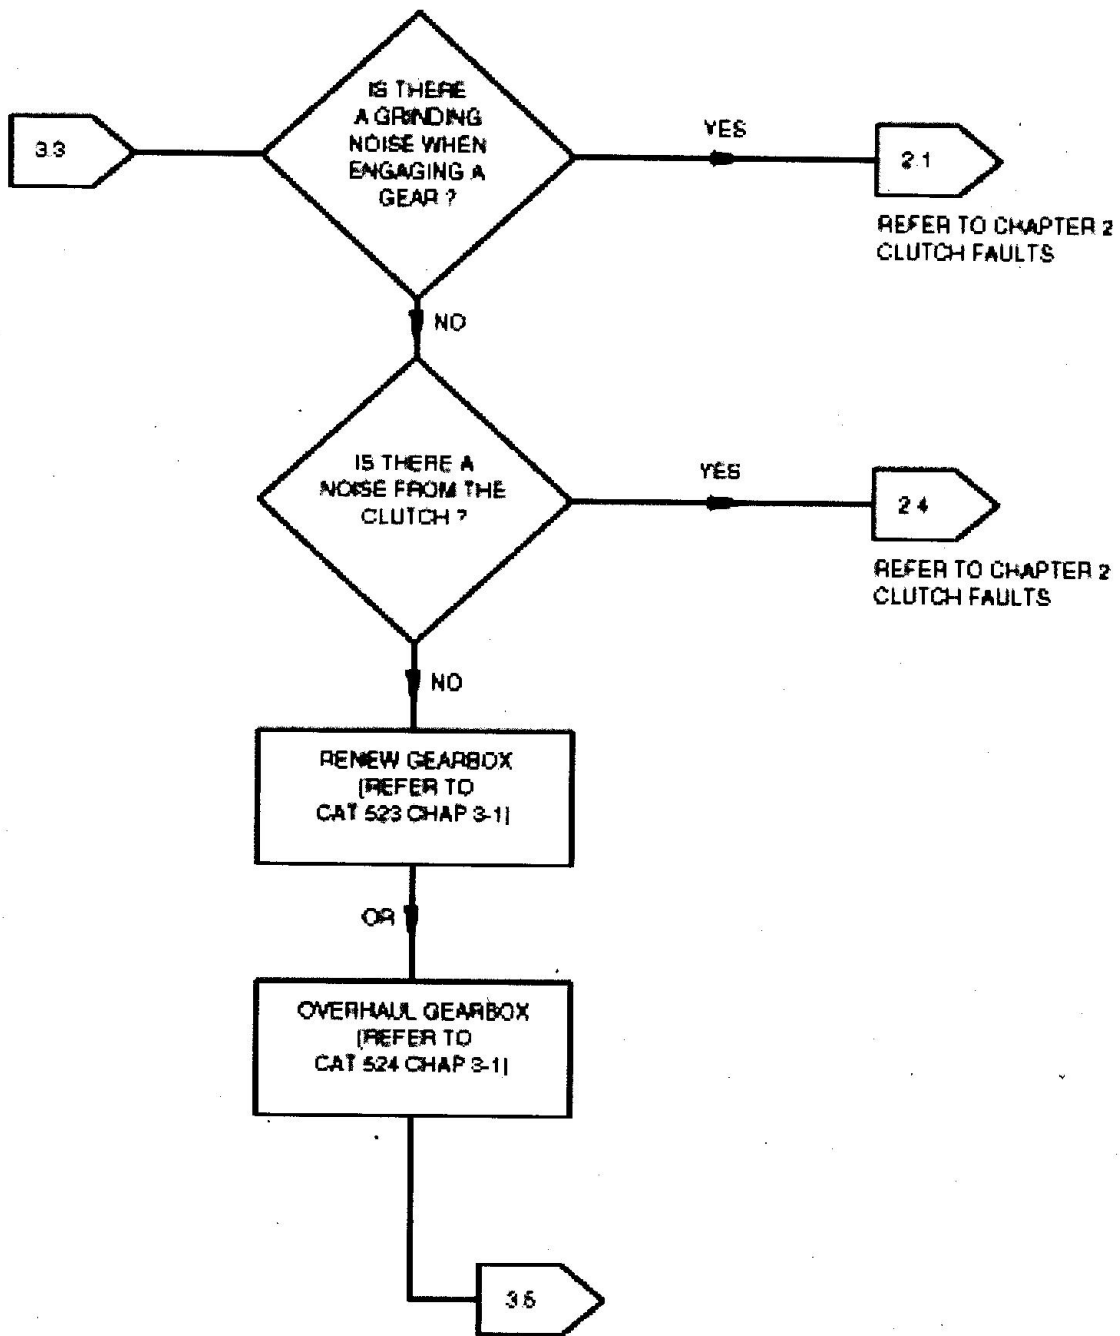 IS THERE
A GRINDING
NOISE WHEN
ENGAGING A
GEAR ?
3.3
YES
2.1
REFER TO CHAPTER 2
CLUTCH FAULTS
NO
IS THERE A
NOISE FROM THE
CLUTCH ?
YES
2.4
REFER TO CHAPTER 2
CLUTCH FAULTS
NO
RENEW GEARBOX
[REFER TO
CAT 523 CHAP 3-1]
OR
OVERHAUL GEARBOX
[REFER TO
CAT 524 CHAP 3-1]
3.5